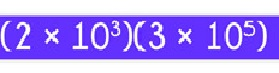 (2 × 10³)(3 × 10⁵)